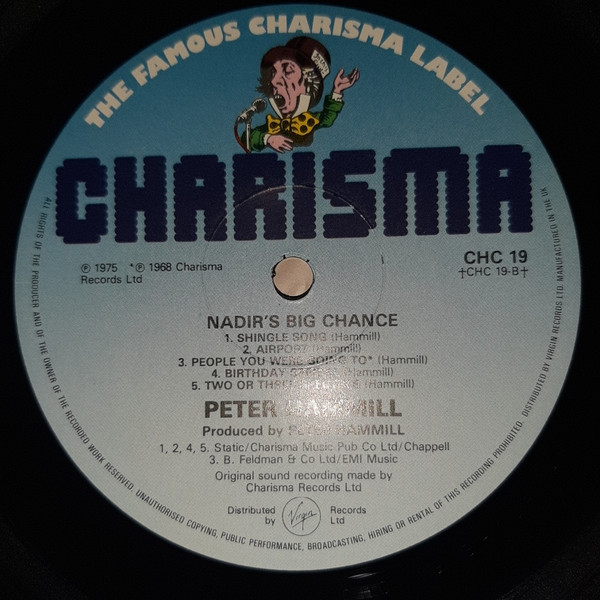 THE FAMOUS CHARISMA LABEL
CHARISMA
℗ 1975 *℗ 1968 Charisma
Records Ltd
CHC 19
†CHC 19-B†
NADIR'S BIG CHANCE
1. SHINGLE SONG (Hammill)
2. AIRPORT (Hammill)
3. PEOPLE YOU WERE GOING TO* (Hammill)
4. BIRTHDAY (Hammill)
5. TWO OR THREE (Hammill)
PETER HAMMILL
Produced by PETER HAMMILL
1, 2, 4, 5. Static/Charisma Music Pub Co Ltd/Chappell
3. B. Feldman & Co Ltd/EMI Music
Original sound recording made by
Charisma Records Ltd
Distributed
by
Virgin
Records
Ltd
ALL RIGHTS OF THE PRODUCER AND OF THE OWNER OF THE RECORDED WORK RESERVED. UNAUTHORISED COPYING, PUBLIC PERFORMANCE, BROADCASTING, HIRING OR RENTAL OF THIS RECORDING PROHIBITED. DISTRIBUTED BY VIRGIN RECORDS LTD. MANUFACTURED IN THE UK.